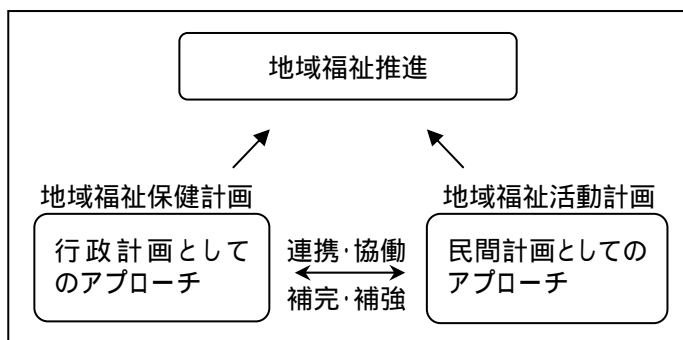 地域福祉推進
地域福祉保健計画
地域福祉活動計画
行政計画として
のアプローチ
連携・協働
補完・補強
民間計画としての
アプローチ